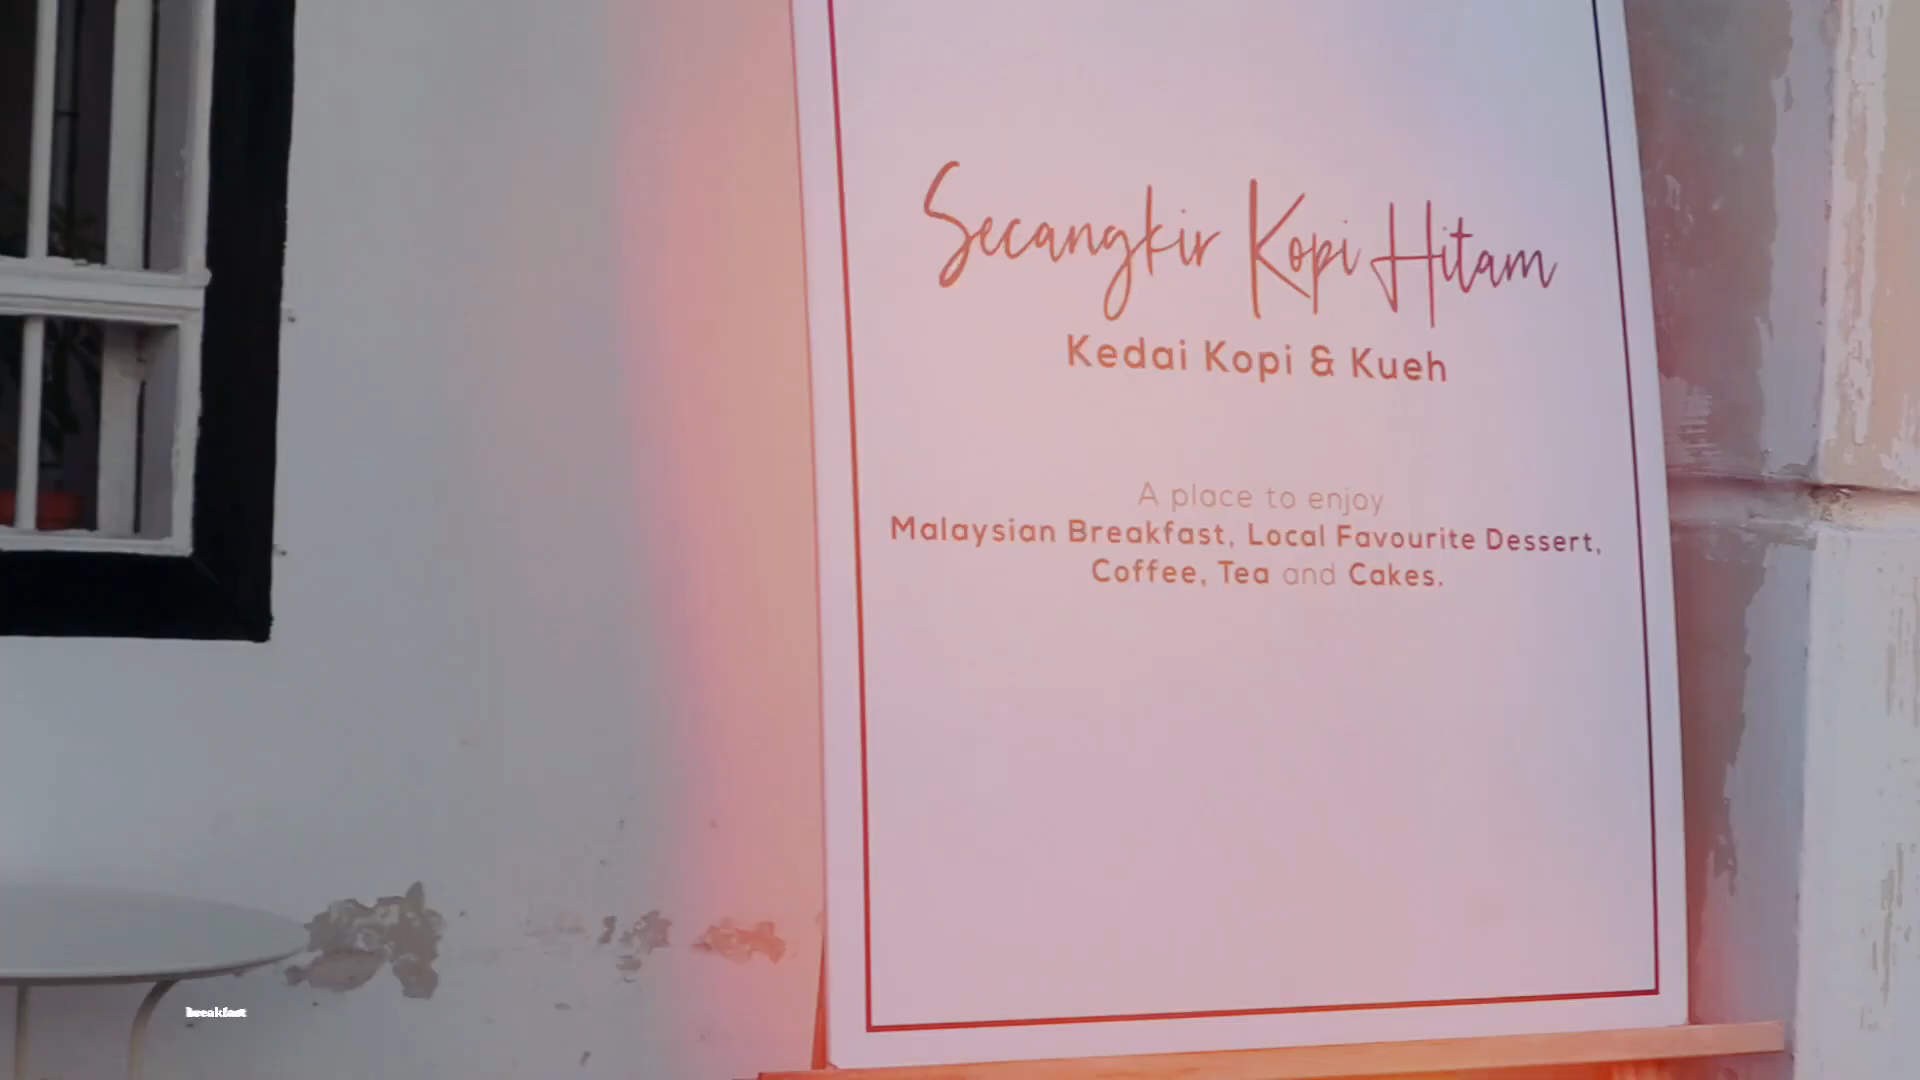 Secangkir Kopi Hitam
Kedai Kopi & Kueh
A place to enjoy
Malaysian Breakfast, Local Favourite Dessert,
Coffee, Tea and Cakes.
breakfast